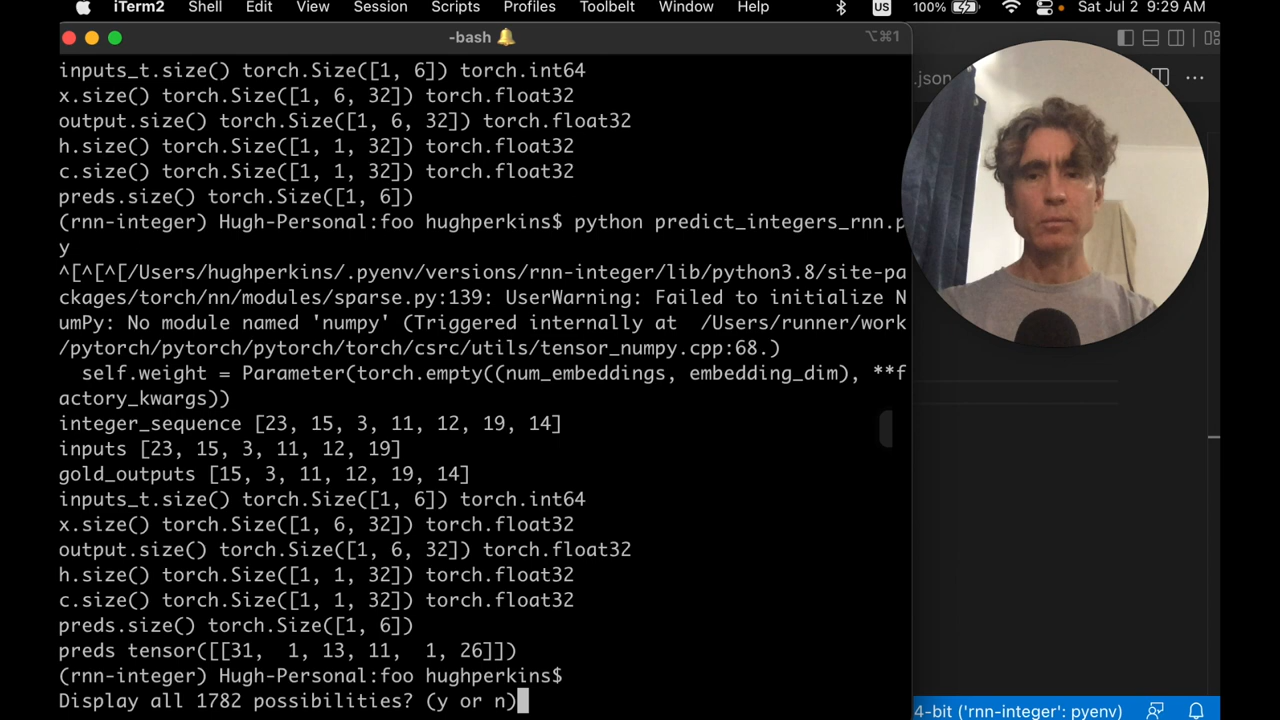 iTerm2 Shell Edit View Session Scripts Profiles Toolbelt Window Help US 100% Sat Jul 2 9:29 AM
-bash 🔔 ⌥⌘1
.json ...
inputs_t.size() torch.Size([1, 6]) torch.int64
x.size() torch.Size([1, 6, 32]) torch.float32
output.size() torch.Size([1, 6, 32]) torch.float32
h.size() torch.Size([1, 1, 32]) torch.float32
c.size() torch.Size([1, 1, 32]) torch.float32
preds.size() torch.Size([1, 6])
(rnn-integer) Hugh-Personal:foo hughperkins$ python predict_integers_rnn.p
y
^[^[^[/Users/hughperkins/.pyenv/versions/rnn-integer/lib/python3.8/site-pa
ckages/torch/nn/modules/sparse.py:139: UserWarning: Failed to initialize N
umPy: No module named 'numpy' (Triggered internally at  /Users/runner/work
/pytorch/pytorch/pytorch/torch/csrc/utils/tensor_numpy.cpp:68.)
  self.weight = Parameter(torch.empty((num_embeddings, embedding_dim), **f
actory_kwargs))
integer_sequence [23, 15, 3, 11, 12, 19, 14]
inputs [23, 15, 3, 11, 12, 19]
gold_outputs [15, 3, 11, 12, 19, 14]
inputs_t.size() torch.Size([1, 6]) torch.int64
x.size() torch.Size([1, 6, 32]) torch.float32
output.size() torch.Size([1, 6, 32]) torch.float32
h.size() torch.Size([1, 1, 32]) torch.float32
c.size() torch.Size([1, 1, 32]) torch.float32
preds.size() torch.Size([1, 6])
preds tensor([[31,  1, 13, 11,  1, 26]])
(rnn-integer) Hugh-Personal:foo hughperkins$
Display all 1782 possibilities? (y or n)
4-bit ('rnn-integer': pyenv)